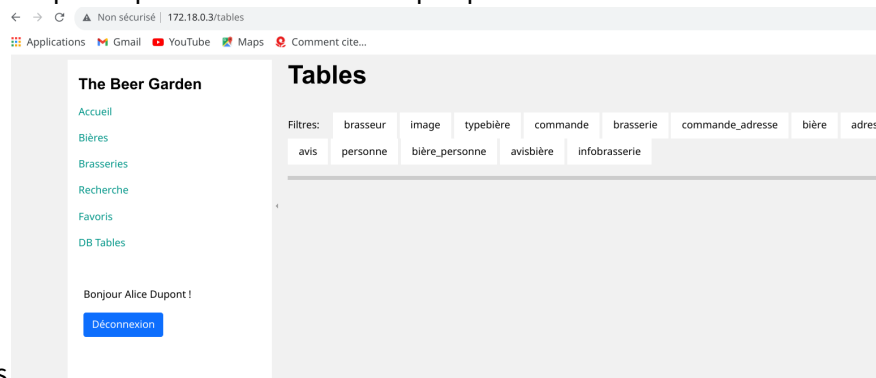 Non sécurisé | 172.18.0.3/tables
Applications Gmail YouTube Maps Comment cite...
The Beer Garden
Accueil
Bières
Brasseries
Recherche
Favoris
DB Tables
Bonjour Alice Dupont !
Déconnexion
Tables
Filtres: brasseur image typebière commande brasserie commande_adresse bière adres
avis personne bière_personne avisbière infobrasserie
s